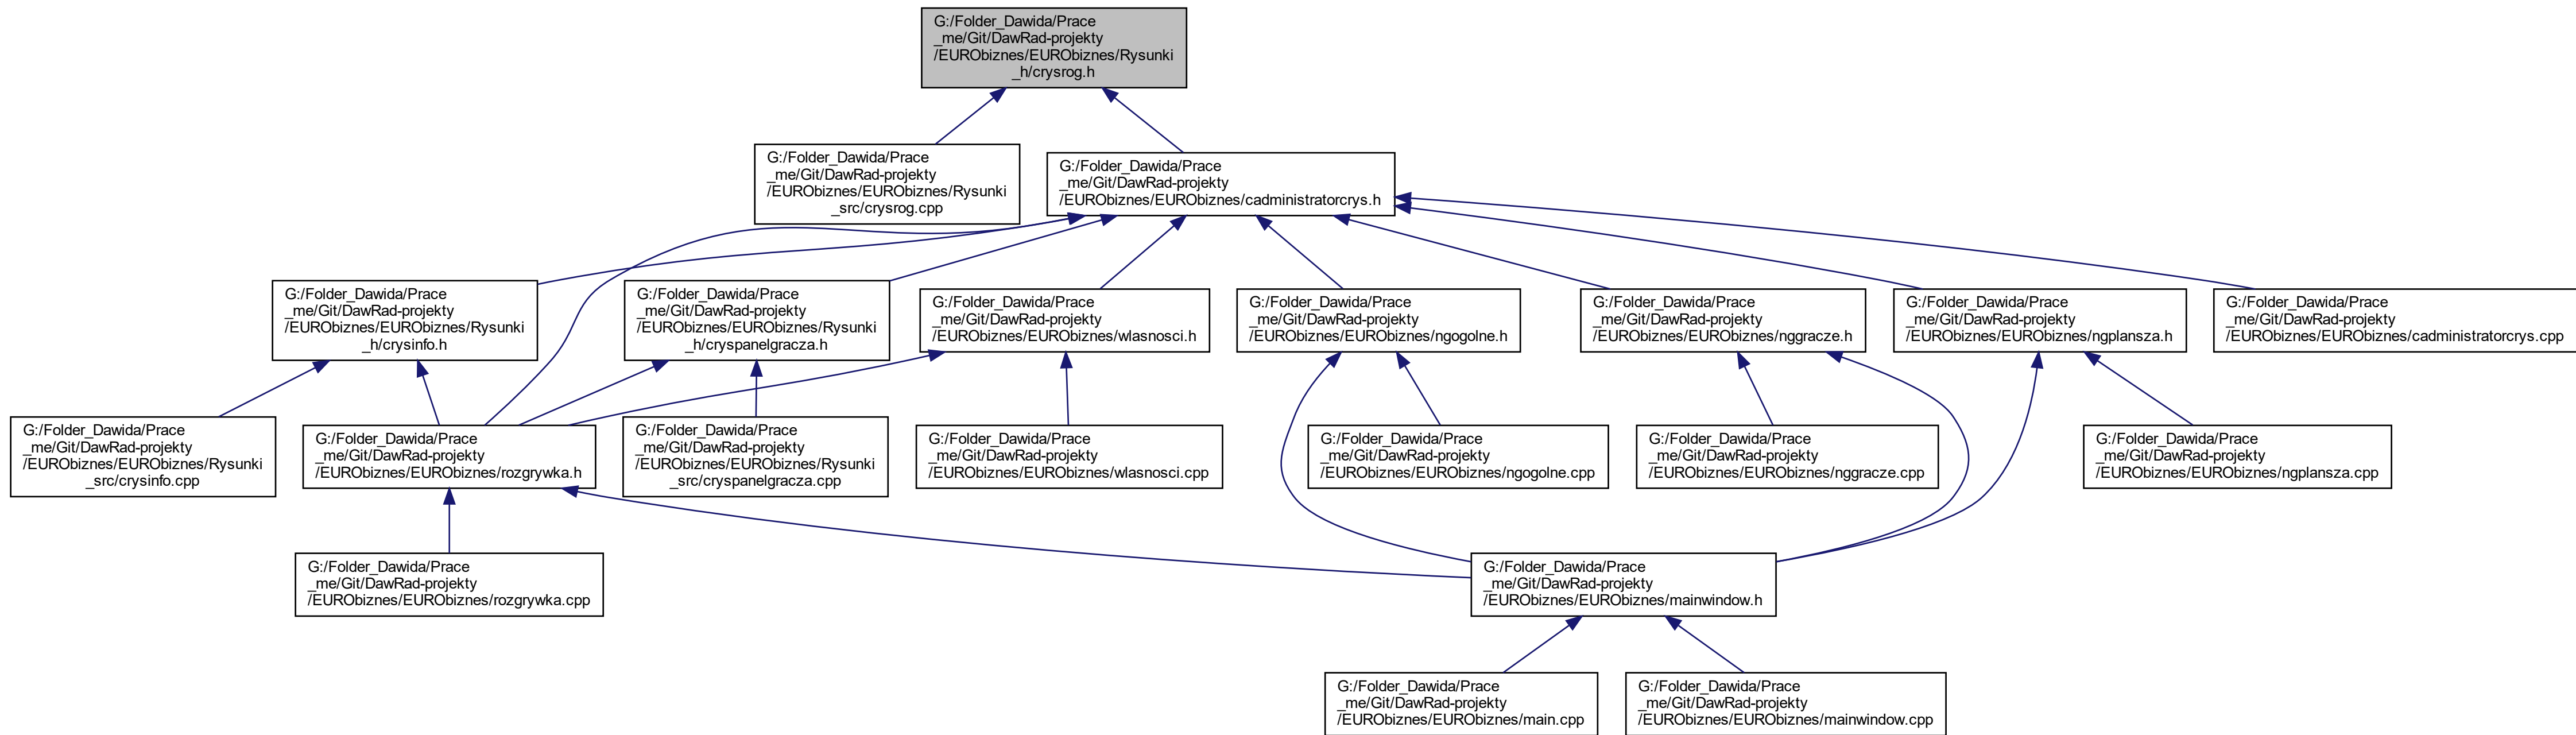 G:/Folder_Dawida/Prace
_me/Git/DawRad-projekty
/EURObiznes/EURObiznes/Rysunki
_h/crysrog.h
G:/Folder_Dawida/Prace
_me/Git/DawRad-projekty
/EURObiznes/EURObiznes/Rysunki
_src/crysrog.cpp
G:/Folder_Dawida/Prace
_me/Git/DawRad-projekty
/EURObiznes/EURObiznes/cadministratorcrys.h
G:/Folder_Dawida/Prace
_me/Git/DawRad-projekty
/EURObiznes/EURObiznes/Rysunki
_h/crysinfo.h
G:/Folder_Dawida/Prace
_me/Git/DawRad-projekty
/EURObiznes/EURObiznes/Rysunki
_h/cryspanelgracza.h
G:/Folder_Dawida/Prace
_me/Git/DawRad-projekty
/EURObiznes/EURObiznes/wlasnosci.h
G:/Folder_Dawida/Prace
_me/Git/DawRad-projekty
/EURObiznes/EURObiznes/ngogolne.h
G:/Folder_Dawida/Prace
_me/Git/DawRad-projekty
/EURObiznes/EURObiznes/nggracze.h
G:/Folder_Dawida/Prace
_me/Git/DawRad-projekty
/EURObiznes/EURObiznes/ngplansza.h
G:/Folder_Dawida/Prace
_me/Git/DawRad-projekty
/EURObiznes/EURObiznes/cadministratorcrys.cpp
G:/Folder_Dawida/Prace
_me/Git/DawRad-projekty
/EURObiznes/EURObiznes/Rysunki
_src/crysinfo.cpp
G:/Folder_Dawida/Prace
_me/Git/DawRad-projekty
/EURObiznes/EURObiznes/rozgrywka.h
G:/Folder_Dawida/Prace
_me/Git/DawRad-projekty
/EURObiznes/EURObiznes/Rysunki
_src/cryspanelgracza.cpp
G:/Folder_Dawida/Prace
_me/Git/DawRad-projekty
/EURObiznes/EURObiznes/wlasnosci.cpp
G:/Folder_Dawida/Prace
_me/Git/DawRad-projekty
/EURObiznes/EURObiznes/ngogolne.cpp
G:/Folder_Dawida/Prace
_me/Git/DawRad-projekty
/EURObiznes/EURObiznes/nggracze.cpp
G:/Folder_Dawida/Prace
_me/Git/DawRad-projekty
/EURObiznes/EURObiznes/ngplansza.cpp
G:/Folder_Dawida/Prace
_me/Git/DawRad-projekty
/EURObiznes/EURObiznes/rozgrywka.cpp
G:/Folder_Dawida/Prace
_me/Git/DawRad-projekty
/EURObiznes/EURObiznes/mainwindow.h
G:/Folder_Dawida/Prace
_me/Git/DawRad-projekty
/EURObiznes/EURObiznes/main.cpp
G:/Folder_Dawida/Prace
_me/Git/DawRad-projekty
/EURObiznes/EURObiznes/mainwindow.cpp